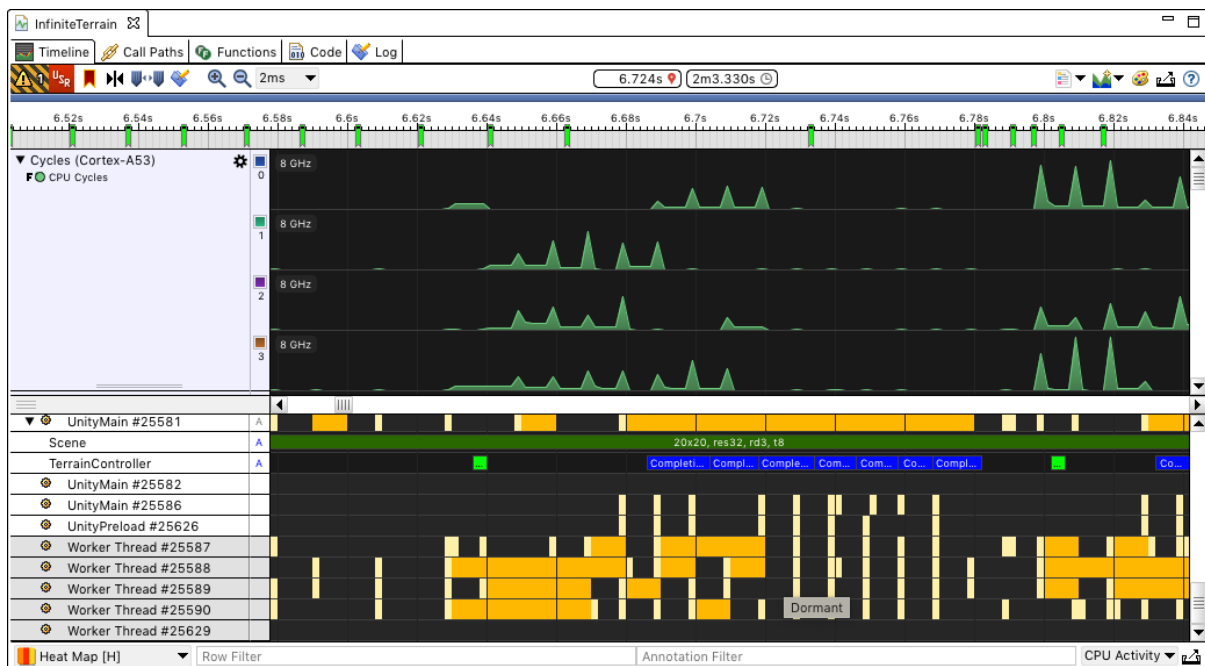 InfiniteTerrain
Timeline Call Paths Functions Code Log
1 USR 2ms 6.724s 2m3.330s
6.52s 6.54s 6.56s 6.58s 6.6s 6.62s 6.64s 6.66s 6.68s 6.7s 6.72s 6.74s 6.76s 6.78s 6.8s 6.82s 6.84s
Cycles (Cortex-A53) 0 8 GHz
F CPU Cycles
1 8 GHz
2 8 GHz
3 8 GHz
UnityMain #25581 A
Scene A 20x20, res32, rd3, t8
TerrainController A ... Completi... Compl... Comple... Com... Com... Co... Compl... ... Co...
UnityMain #25582
UnityMain #25586
UnityPreload #25626
Worker Thread #25587
Worker Thread #25588
Worker Thread #25589
Worker Thread #25590 Dormant
Worker Thread #25629
Heat Map [H] Row Filter Annotation Filter CPU Activity